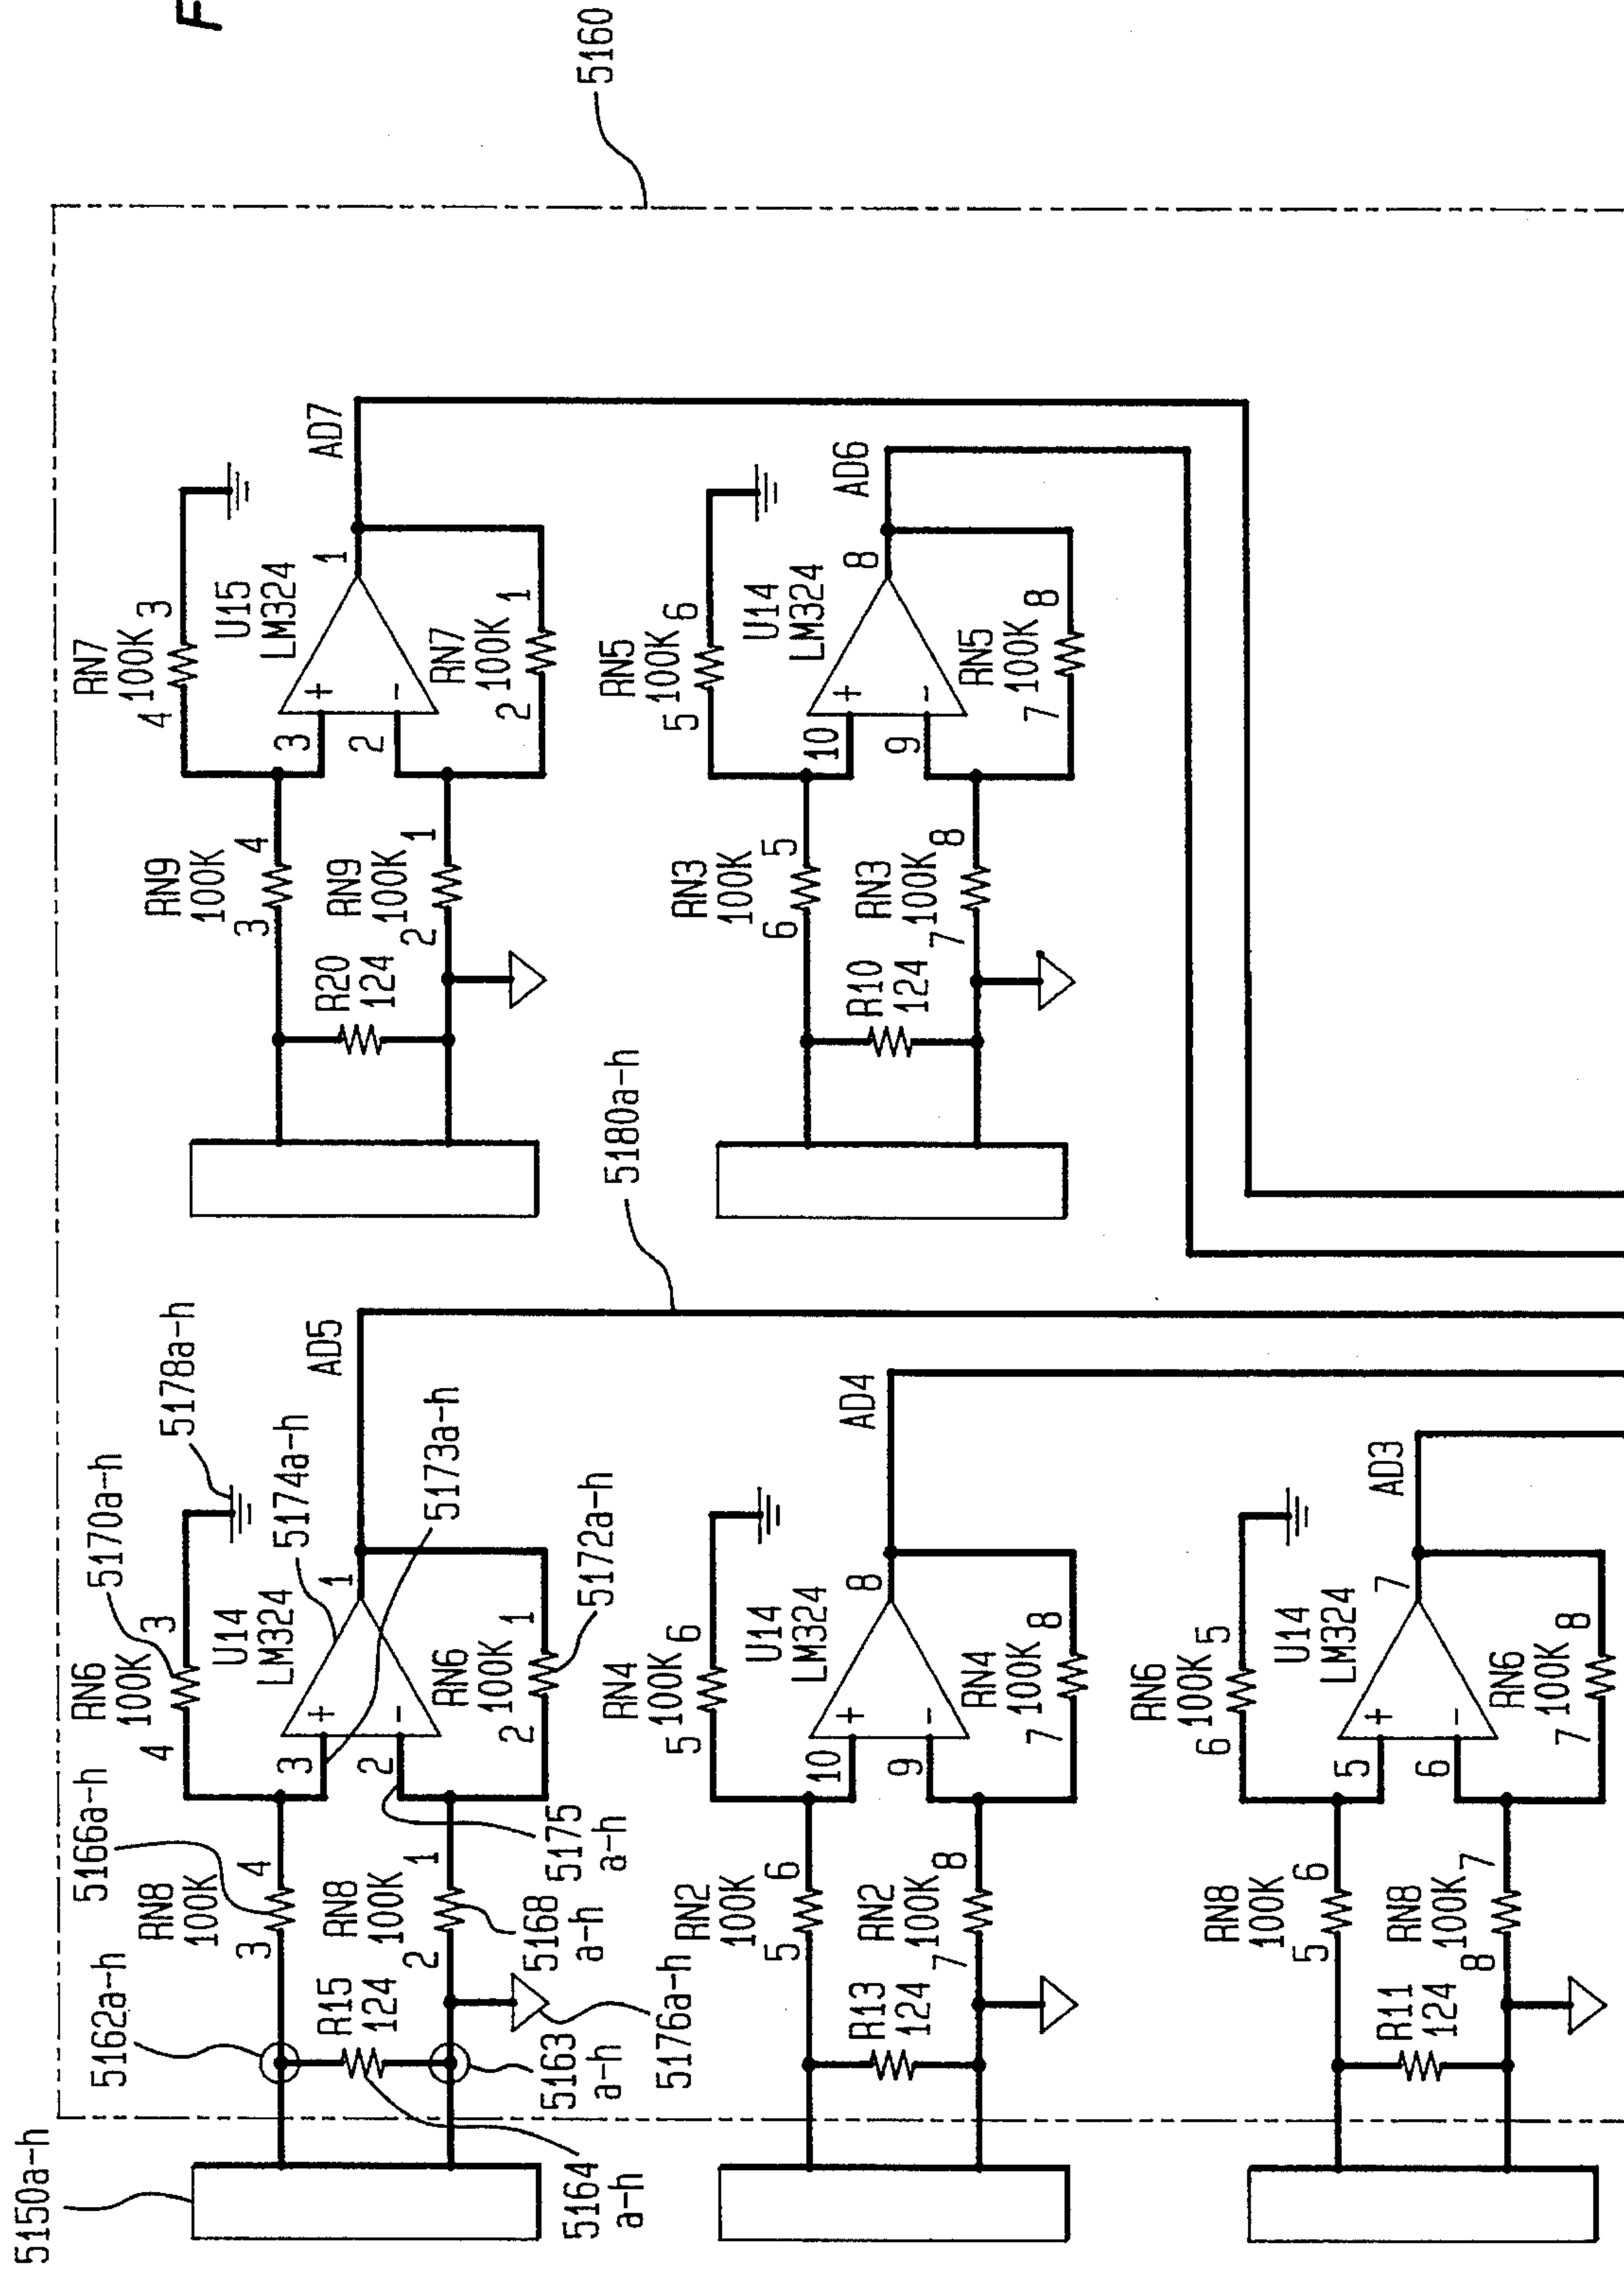 F
5160
RN7
100K
4
3
U15
LM324
AD7
1
+
3
2
-
RN7
100K
2
1
RN9
100K
3
4
RN9
100K
2
1
R20
124
RN5
100K
5
6
U14
LM324
AD6
8
+
10
9
-
RN5
100K
7
8
RN3
100K
6
5
RN3
100K
7
8
R10
124
5180a-h
5178a-h
5170a-h
5174a-h
5173a-h
AD5
RN6
100K
4
3
U14
LM324
1
+
3
2
-
RN6
100K
2
1
5172a-h
5166a-h
RN8
100K
3
4
RN8
100K
2
1
5175
a-h
5168
a-h
5162a-h
R15
124
5163
a-h
5176a-h
5164
a-h
5150a-h
AD4
RN4
100K
5
6
U14
LM324
8
+
10
9
-
RN4
100K
7
8
RN2
100K
5
6
RN2
100K
7
8
R13
124
AD3
RN6
100K
6
5
U14
LM324
7
+
5
6
-
RN6
100K
7
8
RN8
100K
5
6
RN8
100K
8
7
R11
124